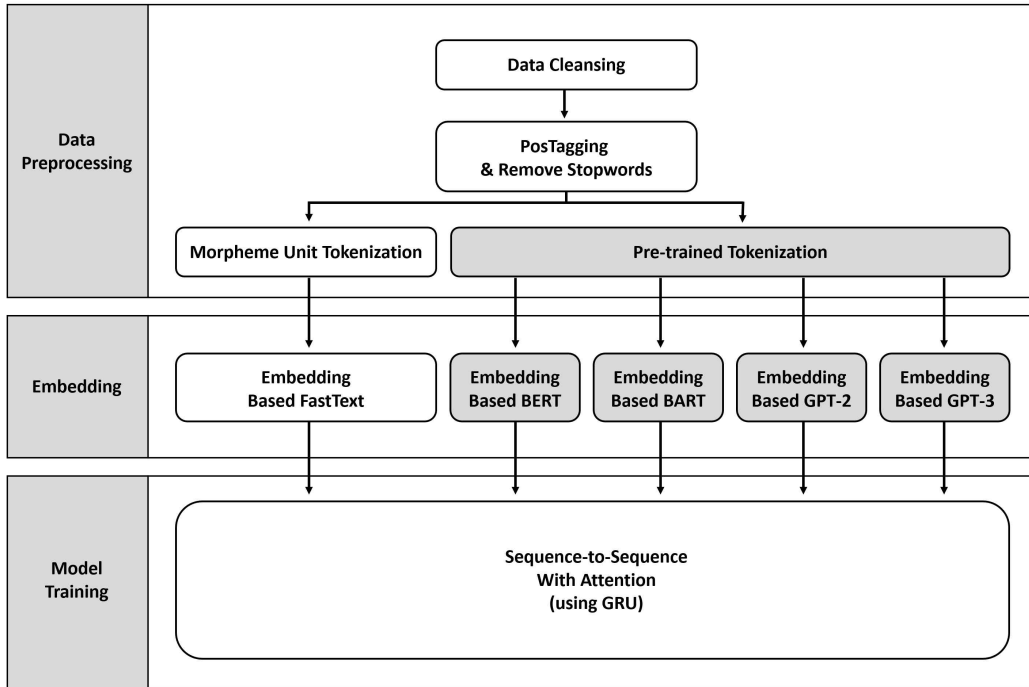 Data
Preprocessing
Data Cleansing
PosTagging
& Remove Stopwords
Morpheme Unit Tokenization
Pre-trained Tokenization
Embedding
Embedding
Based FastText
Embedding
Based BERT
Embedding
Based BART
Embedding
Based GPT-2
Embedding
Based GPT-3
Model
Training
Sequence-to-Sequence
With Attention
(using GRU)